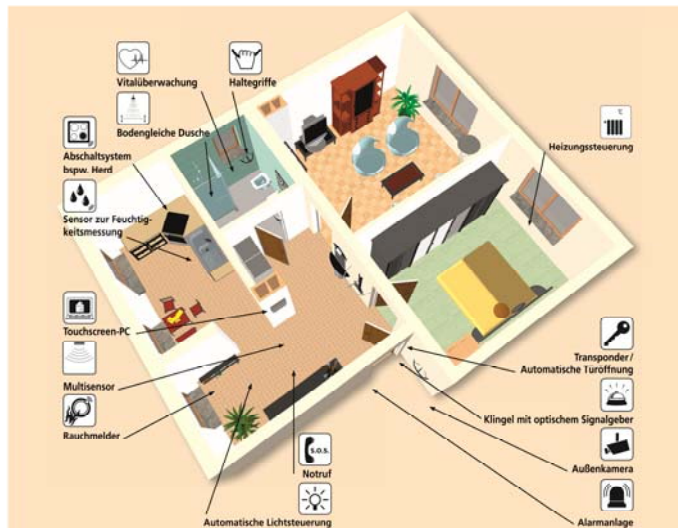 Vitalüberwachung
Haltegriffe
Bodengleiche Dusche
Abschaltsystem
bspw. Herd
Sensor zur Feuchtig-
keitsmessung
°C
Heizungssteuerung
Touchscreen-PC
Multisensor
Rauchmelder
Transponder/
Automatische Türöffnung
Klingel mit optischem Signalgeber
Außenkamera
S.O.S.
Notruf
Automatische Lichtsteuerung
Alarmanlage